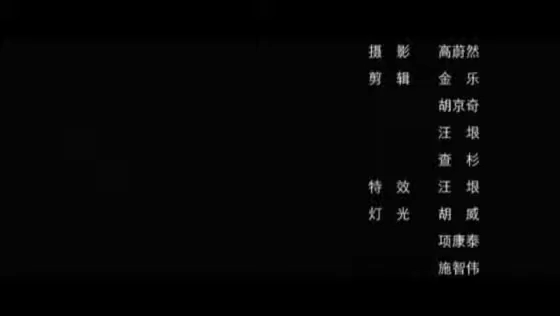 摄 影 高蔚然
剪 辑 金 乐
胡京奇
汪 垠
查 杉
特 效 汪 垠
灯 光 胡 威
项康泰
施智伟